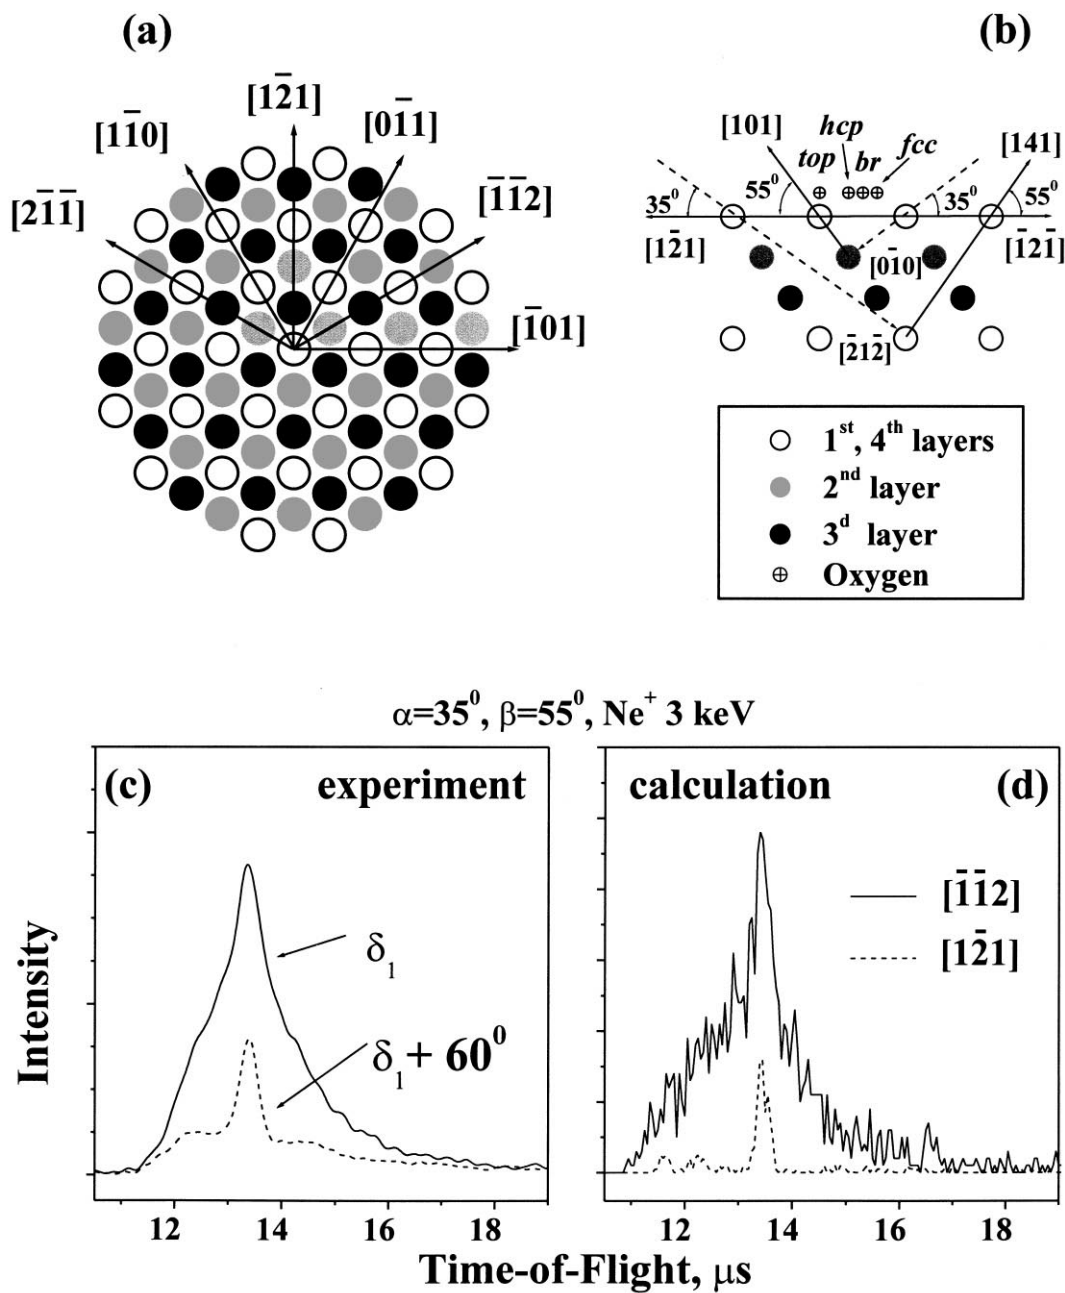 (a)
[12̄1]
[11̄0]
[01̄1]
[21̄1̄]
[1̄1̄2]
[1̄01]
(b)
[101]
hcp
fcc
top
br
[141]
35⁰
55⁰
35⁰
55⁰
[12̄1]
[01̄0]
[1̄21̄]
[2̄12̄]
1ˢᵗ, 4ᵗʰ layers
2ⁿᵈ layer
3ᵈ layer
Oxygen
α=35⁰, β=55⁰, Ne⁺ 3 keV
(c) experiment
calculation (d)
δ₁
δ₁ + 60⁰
[1̄1̄2]
[12̄1]
Intensity
12 14 16 18
12 14 16 18
Time-of-Flight, μs